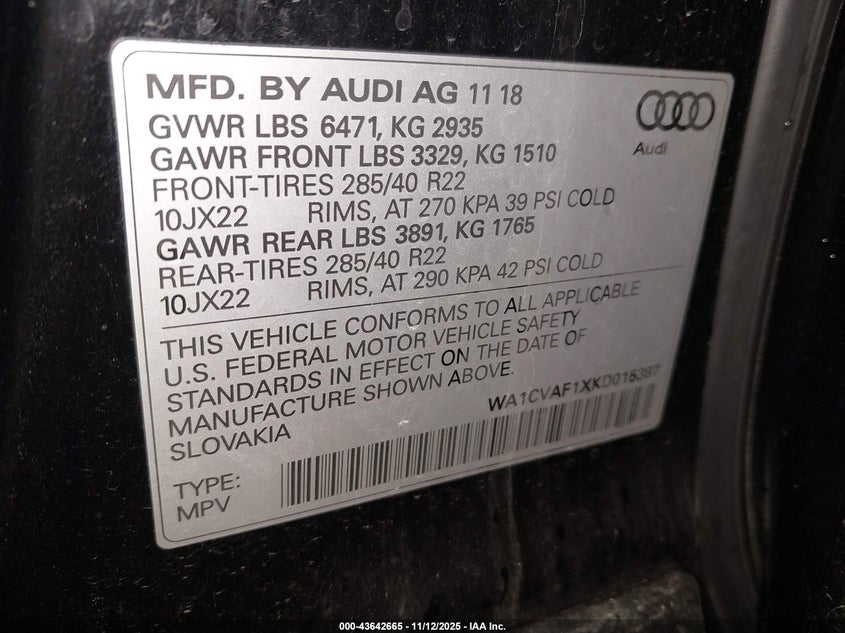 MFD. BY AUDI AG 11 18
GVWR LBS 6471, KG 2935
GAWR FRONT LBS 3329, KG 1510
FRONT-TIRES 285/40 R22
10JX22 RIMS, AT 270 KPA 39 PSI COLD
GAWR REAR LBS 3891, KG 1765
REAR-TIRES 285/40 R22
10JX22 RIMS, AT 290 KPA 42 PSI COLD
Audi
THIS VEHICLE CONFORMS TO ALL APPLICABLE
U.S. FEDERAL MOTOR VEHICLE SAFETY
STANDARDS IN EFFECT ON THE DATE OF
MANUFACTURE SHOWN ABOVE.
SLOVAKIA
WA1CVAF1XKD015387
TYPE:
MPV
000-43642665 - 11/12/2025 - IAA Inc.